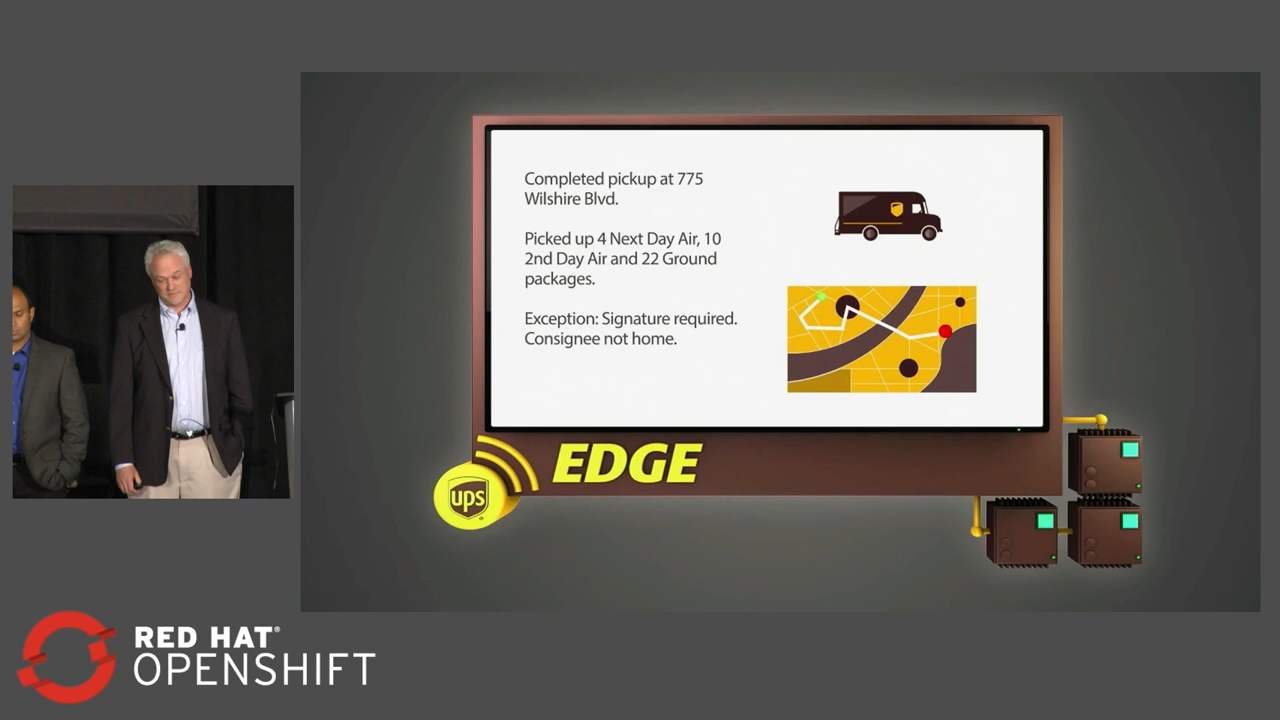 Completed pickup at 775
Wilshire Blvd.
Picked up 4 Next Day Air, 10
2nd Day Air and 22 Ground
packages.
Exception: Signature required.
Consignee not home.
EDGE
ups
RED HAT®
OPENSHIFT